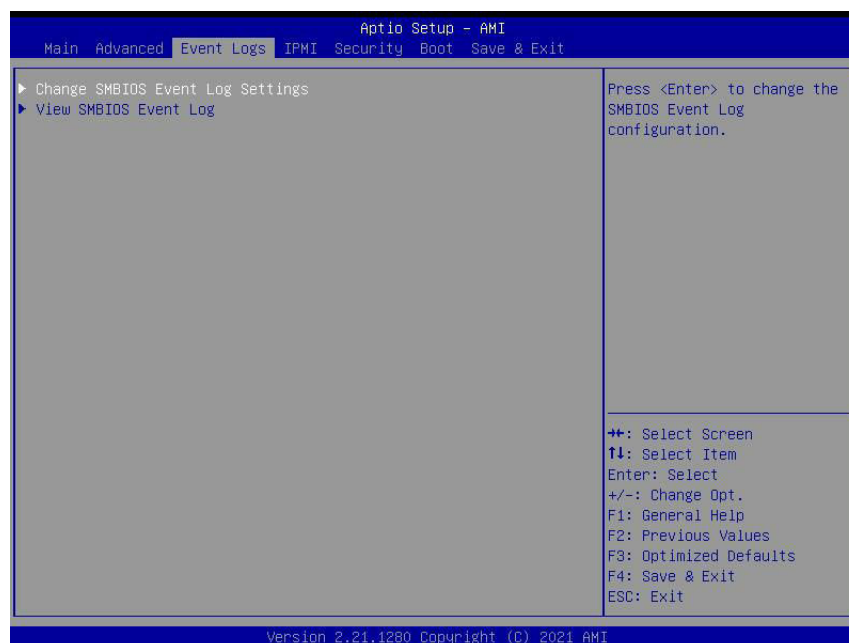 Aptio Setup - AMI
Main Advanced Event Logs IPMI Security Boot Save & Exit
▶ Change SMBIOS Event Log Settings
▶ View SMBIOS Event Log
Press <Enter> to change the
SMBIOS Event Log
configuration.
→←: Select Screen
↑↓: Select Item
Enter: Select
+/-: Change Opt.
F1: General Help
F2: Previous Values
F3: Optimized Defaults
F4: Save & Exit
ESC: Exit
Version 2.21.1280 Copyright (C) 2021 AMI